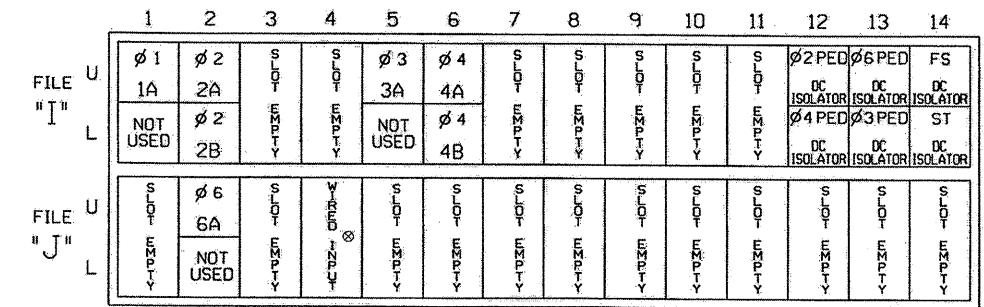 1 2 3 4 5 6 7 8 9 10 11 12 13 14
FILE "I"
U
L
Ø 1 1A
NOT USED
Ø 2 2A
Ø 2 2B
SLOT EMPTY
SLOT EMPTY
Ø 3 3A
NOT USED
Ø 4 4A
Ø 4 4B
SLOT EMPTY
SLOT EMPTY
SLOT EMPTY
SLOT EMPTY
SLOT EMPTY
Ø2 PED DC ISOLATOR
Ø4 PED DC ISOLATOR
Ø6 PED DC ISOLATOR
Ø3 PED DC ISOLATOR
FS DC ISOLATOR
ST DC ISOLATOR
FILE "J"
U
L
SLOT EMPTY
Ø 6 6A
NOT USED
SLOT EMPTY
WIRED INPUT ⊗
SLOT EMPTY
SLOT EMPTY
SLOT EMPTY
SLOT EMPTY
SLOT EMPTY
SLOT EMPTY
SLOT EMPTY
SLOT EMPTY
SLOT EMPTY
SLOT EMPTY